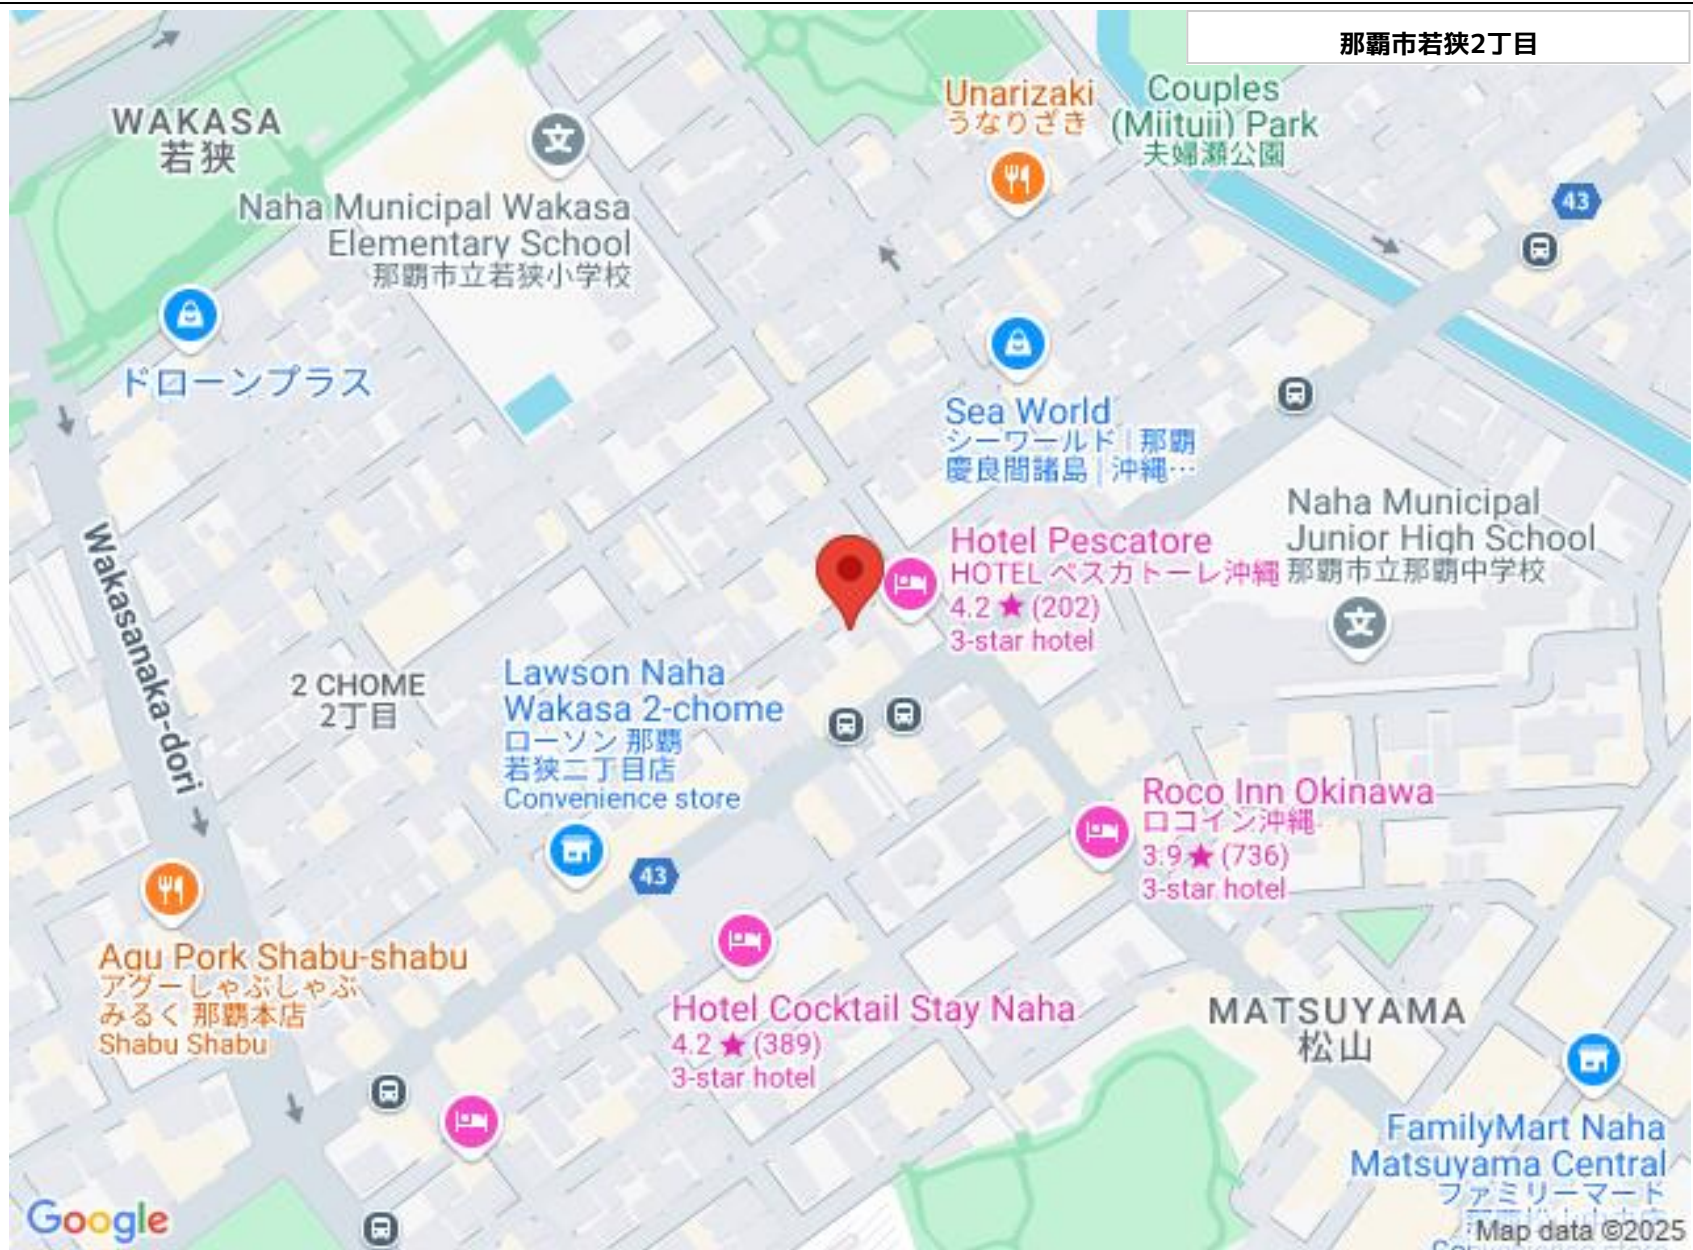 那覇市若狭2丁目
WAKASA
若狭
Unarizaki
うなりざき
Couples
(Miituii) Park
夫婦瀬公園
43
文
Naha Municipal Wakasa
Elementary School
那覇市立若狭小学校
ドローンプラス
Sea World
シーワールド | 那覇
慶良間諸島 | 沖縄…
Naha Municipal
Junior High School
那覇市立那覇中学校
文
Hotel Pescatore
HOTEL ペスカトーレ沖縄
4.2 ★ (202)
3-star hotel
Wakasanaka-dori
2 CHOME
2丁目
Lawson Naha
Wakasa 2-chome
ローソン 那覇
若狭二丁目店
Convenience store
43
Roco Inn Okinawa
ロコイン沖縄
3.9 ★ (736)
3-star hotel
Agu Pork Shabu-shabu
アグーしゃぶしゃぶ
みるく 那覇本店
Shabu Shabu
Hotel Cocktail Stay Naha
4.2 ★ (389)
3-star hotel
MATSUYAMA
松山
FamilyMart Naha
Matsuyama Central
ファミリーマート
Google
Map data ©2025